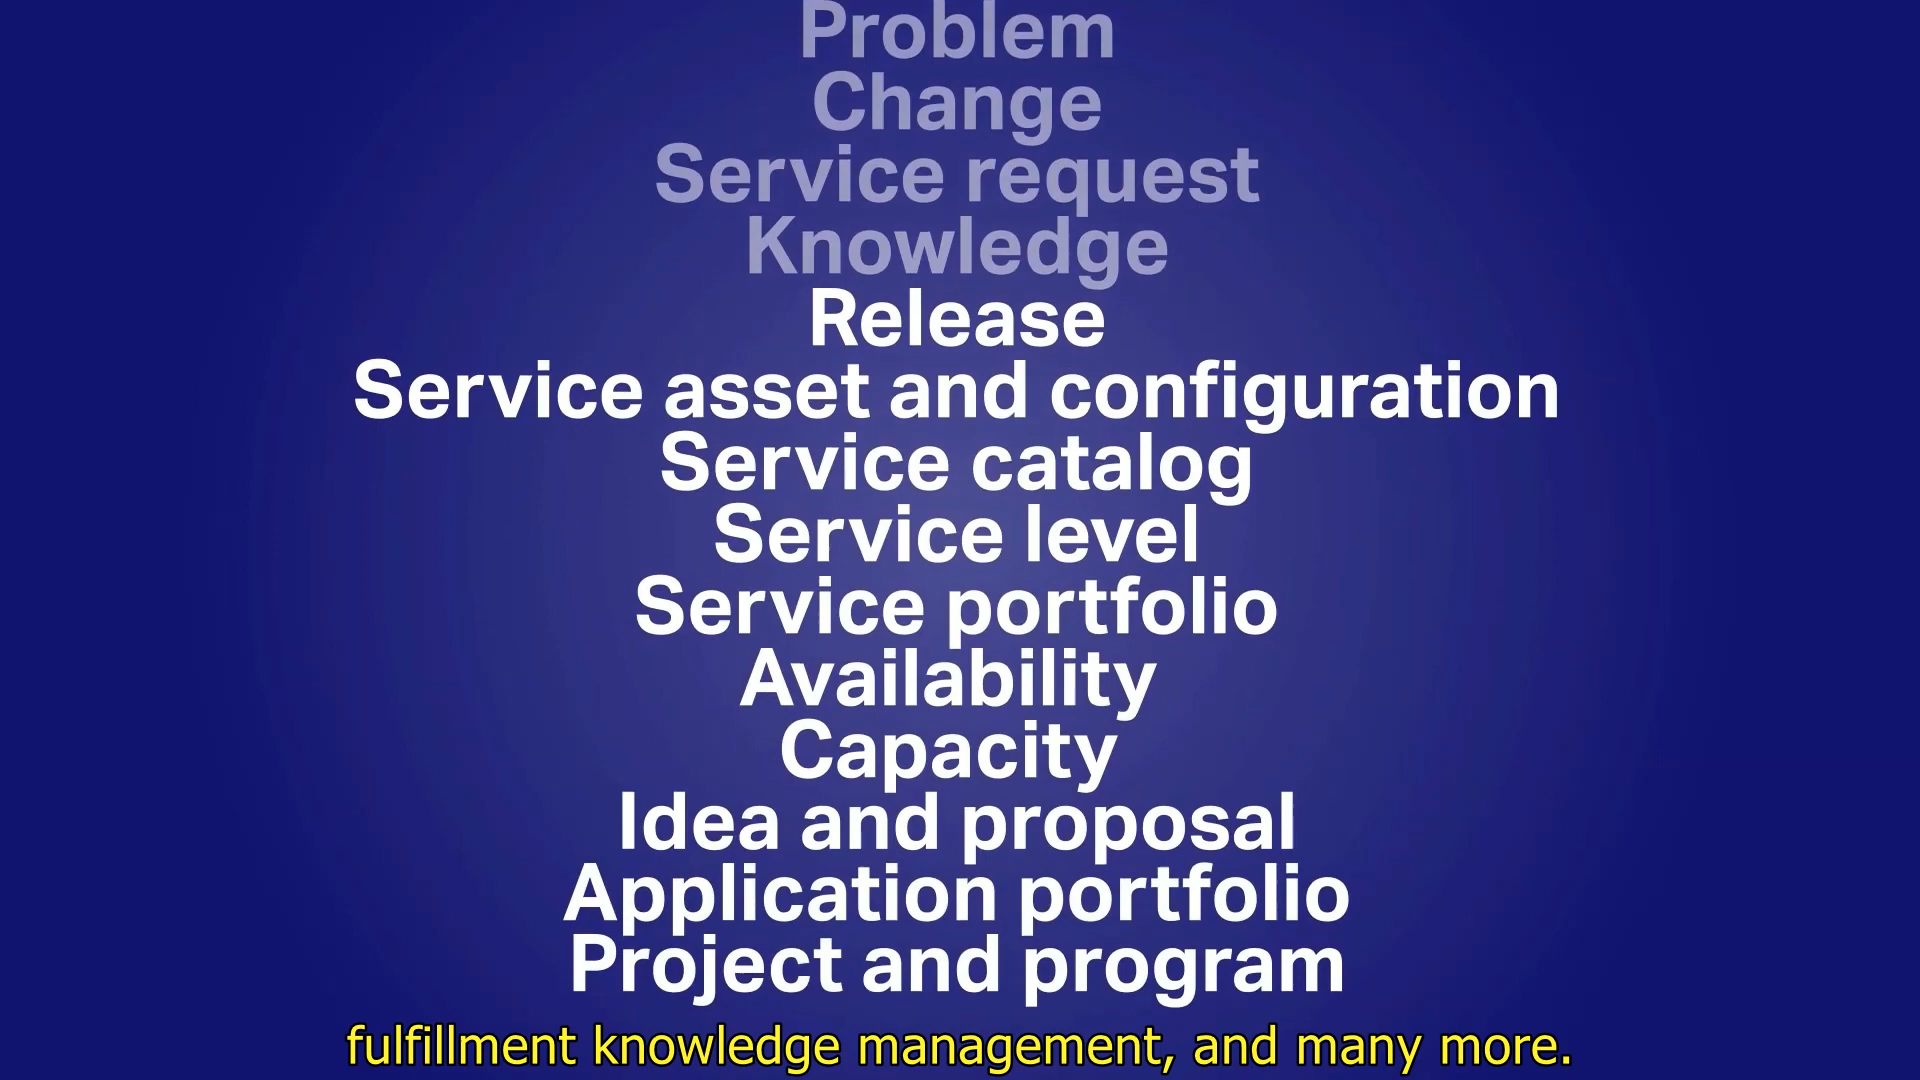 Problem
Change
Service request
Knowledge
Release
Service asset and configuration
Service catalog
Service level
Service portfolio
Availability
Capacity
Idea and proposal
Application portfolio
Project and program
fulfillment knowledge management, and many more.